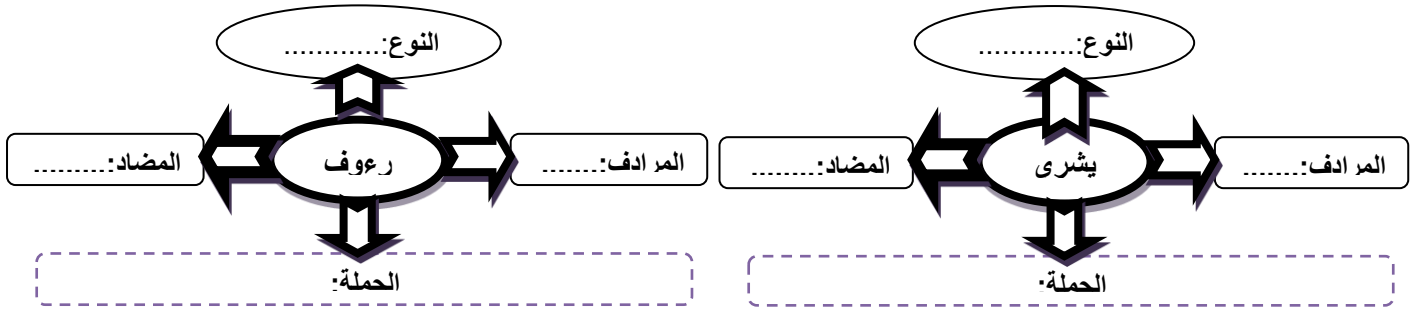 النوع:............
المرادف:.......
يشرى
المضاد:.........
الجملة:
النوع:............
المرادف:.......
رءوف
المضاد:.........
الجملة: